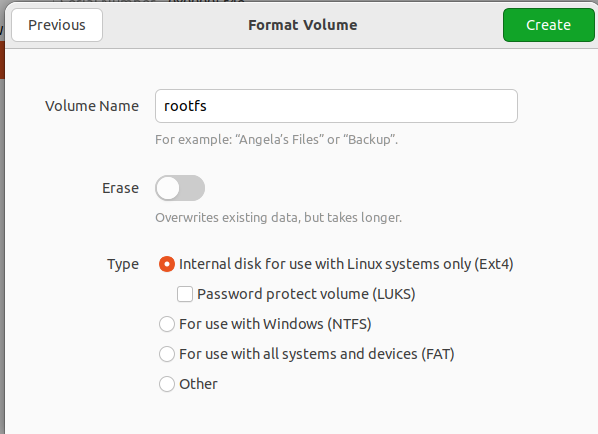 Previous
Format Volume
Create
Volume Name
rootfs
For example: “Angela’s Files” or “Backup”.
Erase
Overwrites existing data, but takes longer.
Type
Internal disk for use with Linux systems only (Ext4)
Password protect volume (LUKS)
For use with Windows (NTFS)
For use with all systems and devices (FAT)
Other